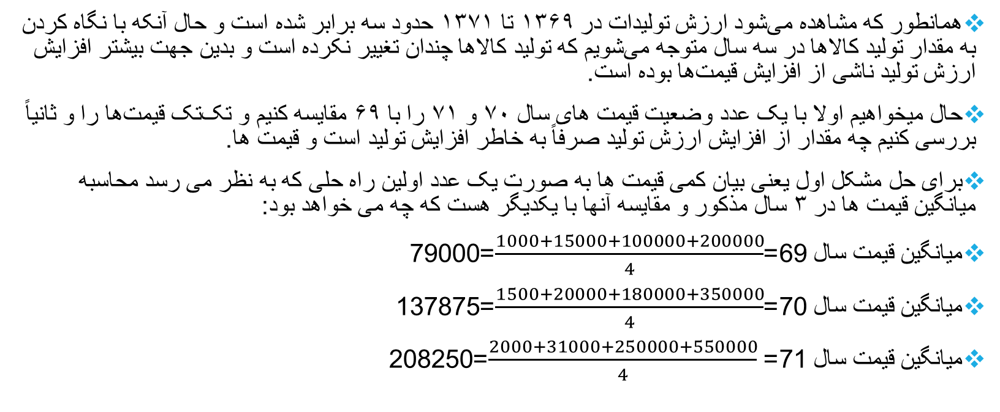 ❖همانطور که مشاهده می‌شود ارزش تولیدات در ۱۳۶۹ تا ۱۳۷۱ حدود سه برابر شده است و حال آنکه با نگاه کردن
به مقدار تولید کالاها در سه سال متوجه می‌شویم که تولید کالاها چندان تغییر نکرده است و بدین جهت بیشتر افزایش
ارزش تولید ناشی از افزایش قیمت‌ها بوده است.
❖حال میخواهیم اولا با یک عدد وضعیت قیمت های سال ۷۰ و ۷۱ را با ۶۹ مقایسه کنیم و تک‌تک قیمت‌ها را و ثانیاً
بررسی کنیم چه مقدار از افزایش ارزش تولید صرفاً به خاطر افزایش تولید است و قیمت ها.
❖برای حل مشکل اول یعنی بیان کمی قیمت ها به صورت یک عدد اولین راه حلی که به نظر می رسد محاسبه
میانگین قیمت ها در ۳ سال مذکور و مقایسه آنها با یکدیگر هست که چه می خواهد بود:
❖میانگین قیمت سال 69=(1000+15000+100000+200000)/4=79000
❖میانگین قیمت سال 70=(1500+20000+180000+350000)/4=137875
❖میانگین قیمت سال 71=(2000+31000+250000+550000)/4=208250